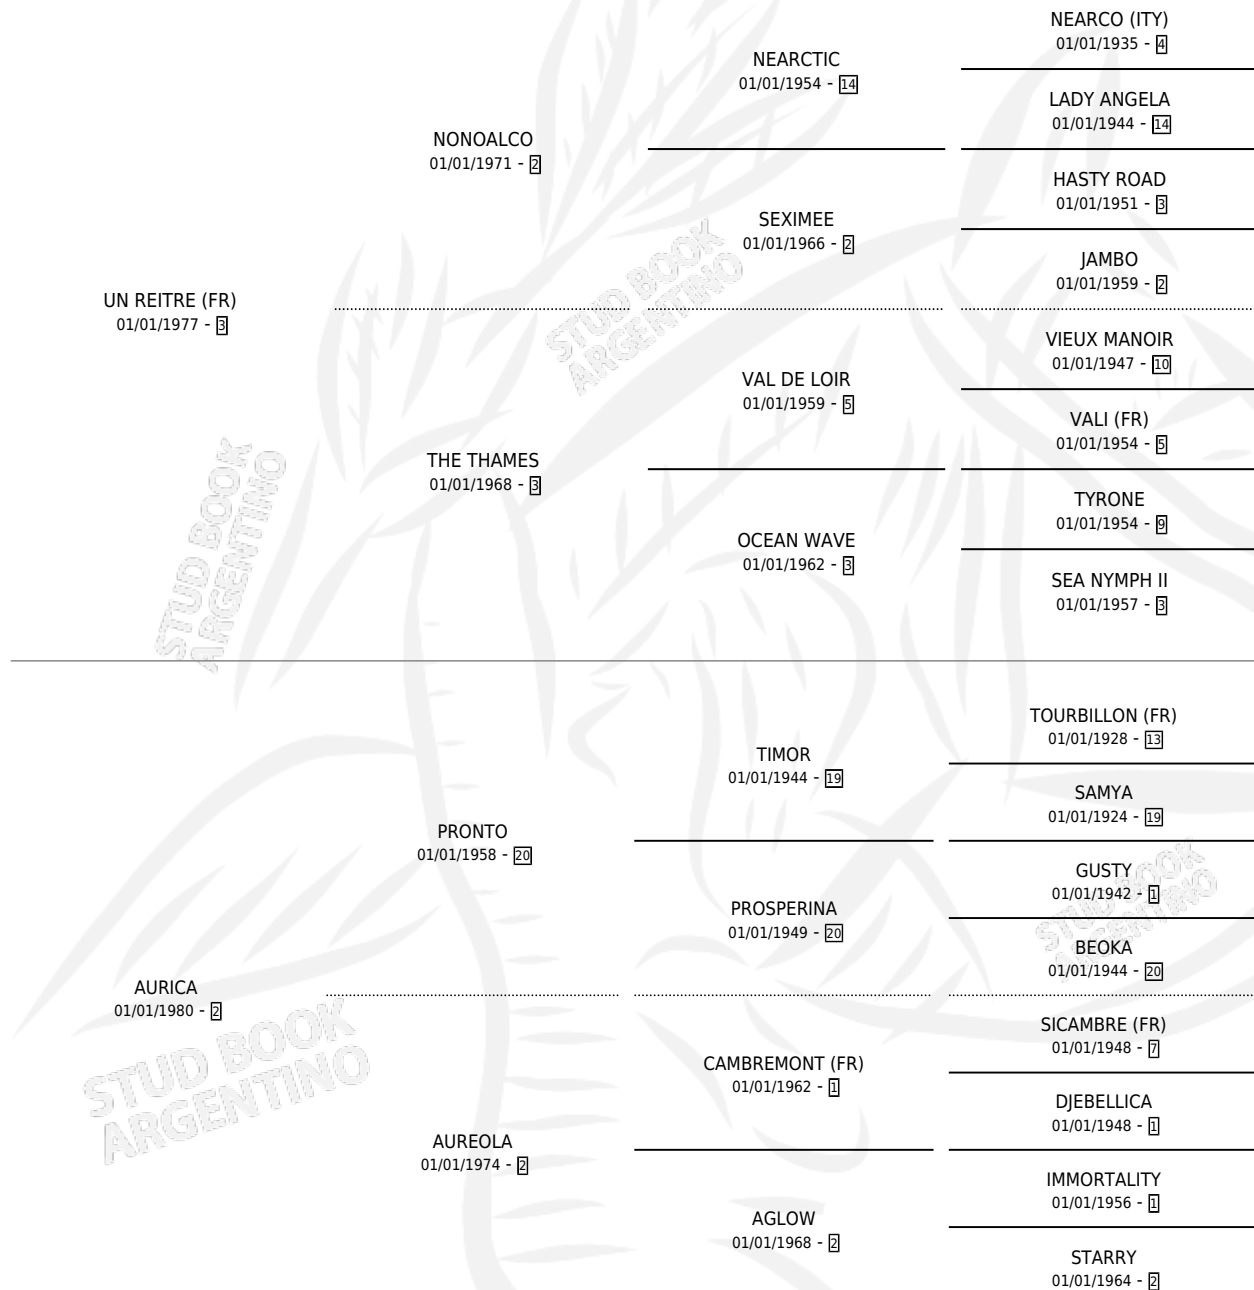 NEARCO (ITY)
01/01/1935 - 4
NEARCTIC
01/01/1954 - 14
LADY ANGELA
01/01/1944 - 14
NONOALCO
01/01/1971 - 2
HASTY ROAD
01/01/1951 - 3
SEXIMEE
01/01/1966 - 2
JAMBO
01/01/1959 - 2
UN REITRE (FR)
01/01/1977 - 3
STUD BOOK
ARGENTINO
VIEUX MANOIR
01/01/1947 - 10
VAL DE LOIR
01/01/1959 - 5
VALI (FR)
01/01/1954 - 5
THE THAMES
01/01/1968 - 3
TYRONE
01/01/1954 - 9
OCEAN WAVE
01/01/1962 - 3
SEA NYMPH II
01/01/1957 - 3
STUD BOOK
ARGENTINO
TOURBILLON (FR)
01/01/1928 - 13
TIMOR
01/01/1944 - 19
SAMYA
01/01/1924 - 19
PRONTO
01/01/1958 - 20
GUSTY
01/01/1942 - 1
PROSPERINA
01/01/1949 - 20
STUD BOOK
ARGENTINO
BEOKA
01/01/1944 - 20
AURICA
01/01/1980 - 2
STUD BOOK
ARGENTINO
SICAMBRE (FR)
01/01/1948 - 7
CAMBREMONT (FR)
01/01/1962 - 1
DJEBELLICA
01/01/1948 - 1
AUREOLA
01/01/1974 - 2
IMMORTALITY
01/01/1956 - 1
AGLOW
01/01/1968 - 2
STARRY
01/01/1964 - 2